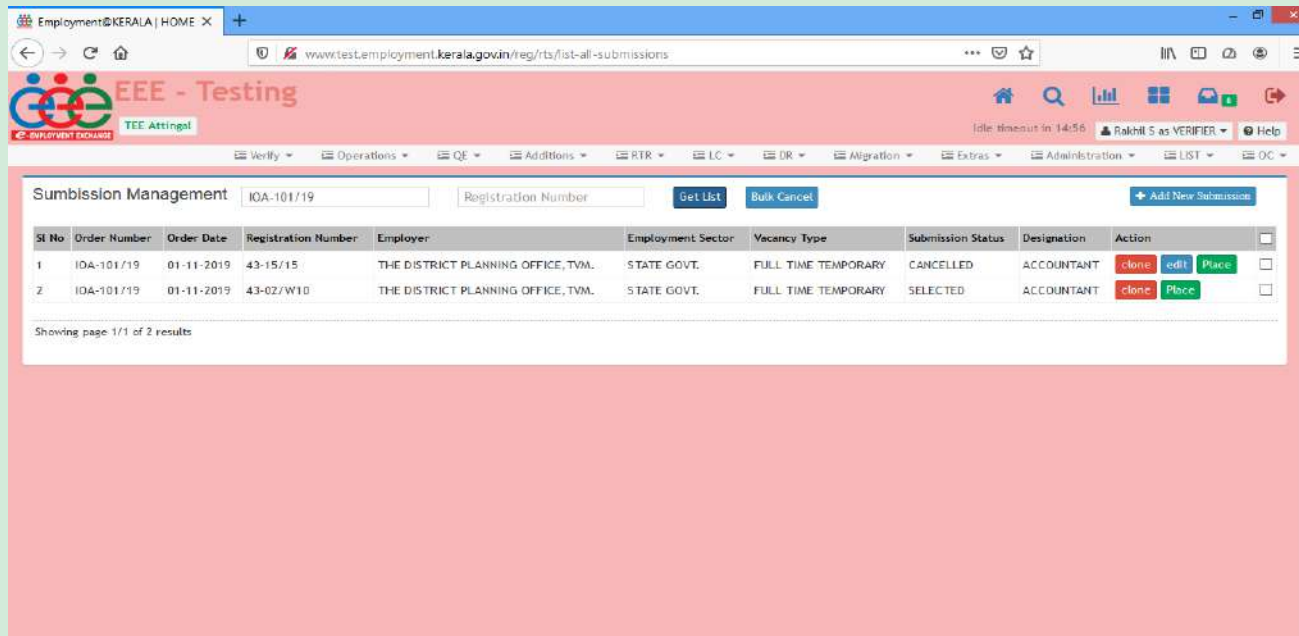 Employment@KERALA | HOME
www.test.employment.kerala.gov.in/reg/rts/list-all-submissions
EEE - Testing
e-EMPLOYMENT EXCHANGE
TEE Attingal
Idle timeout in 14:56 Rakhil S as VERIFIER Help
Verify Operations QE Additions RTR LC DR Migration Extras Administration LIST OC
Sumbission Management IOA-101/19 Registration Number Get List Bulk Cancel + Add New Submission
Sl No Order Number Order Date Registration Number Employer Employment Sector Vacancy Type Submission Status Designation Action
1 IOA-101/19 01-11-2019 43-15/15 THE DISTRICT PLANNING OFFICE, TVM. STATE GOVT. FULL TIME TEMPORARY CANCELLED ACCOUNTANT clone edit Place
2 IOA-101/19 01-11-2019 43-02/W10 THE DISTRICT PLANNING OFFICE, TVM. STATE GOVT. FULL TIME TEMPORARY SELECTED ACCOUNTANT clone Place
Showing page 1/1 of 2 results